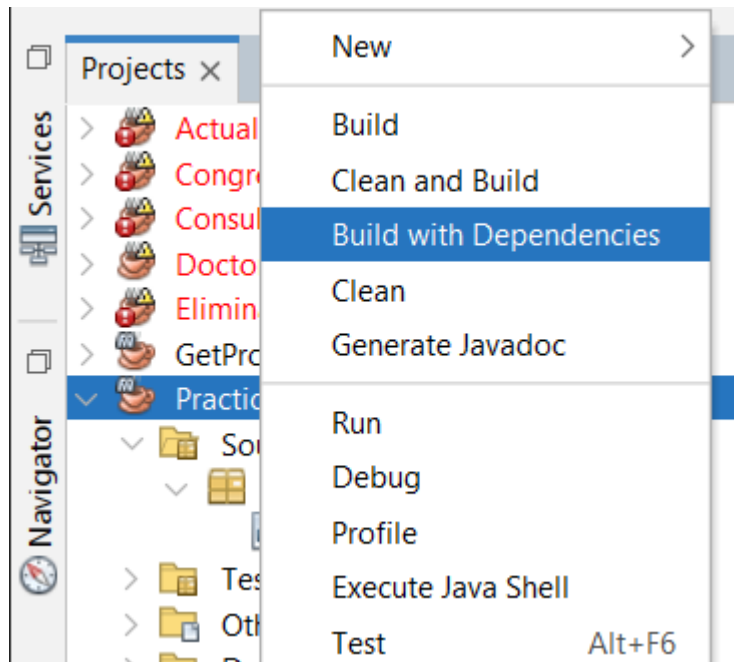 Services
Navigator
Projects
Actual
Congre
Consul
Docto
Elimin
GetPro
Practic
Sou
Tes
Oth
New
Build
Clean and Build
Build with Dependencies
Clean
Generate Javadoc
Run
Debug
Profile
Execute Java Shell
Test Alt+F6